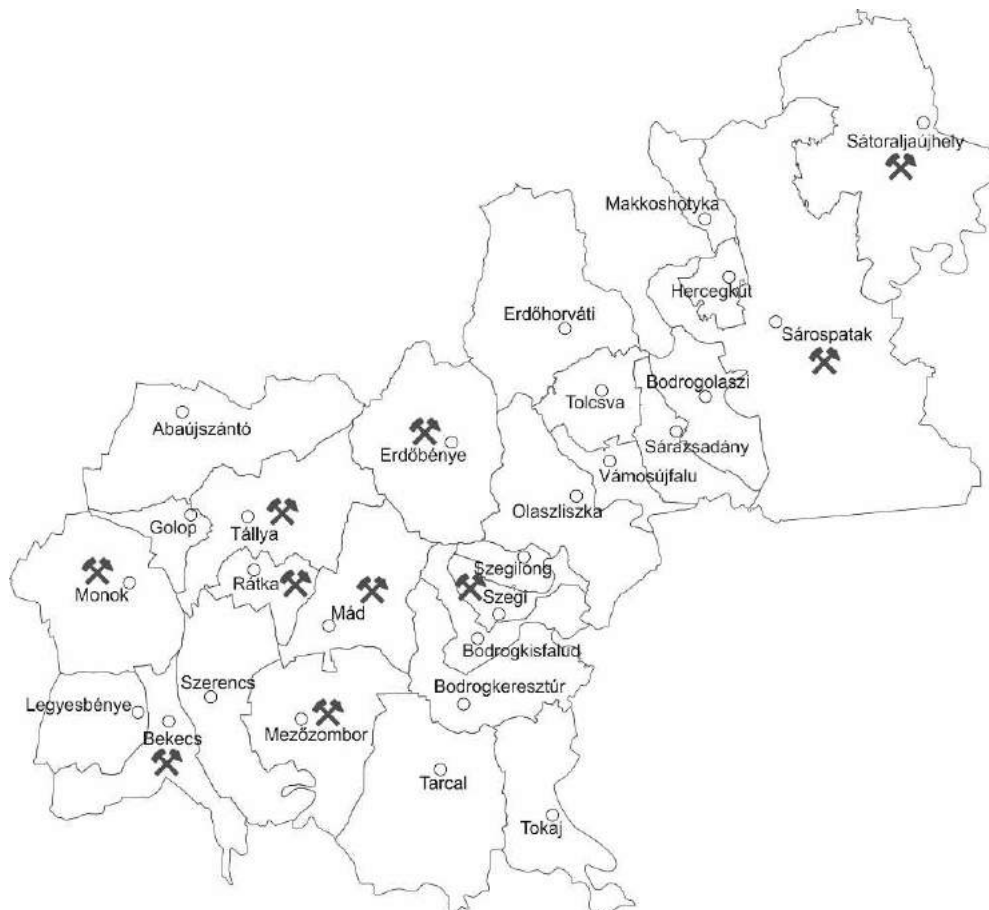 Sátoraljaújhely
Makkoshotyka
Hercegkút
Erdőhorváti
Sárospatak
Bodrogolaszi
Tolcsva
Abaújszántó
Erdőbénye
Sárazsadány
Vámosújfalu
Olaszliszka
Golop
Tállya
Szegilong
Rátka
Monok
Szegi
Mád
Bodrogkisfalud
Szerencs
Bodrogkeresztúr
Legyesbénye
Mezőzombor
Bekecs
Tarcal
Tokaj